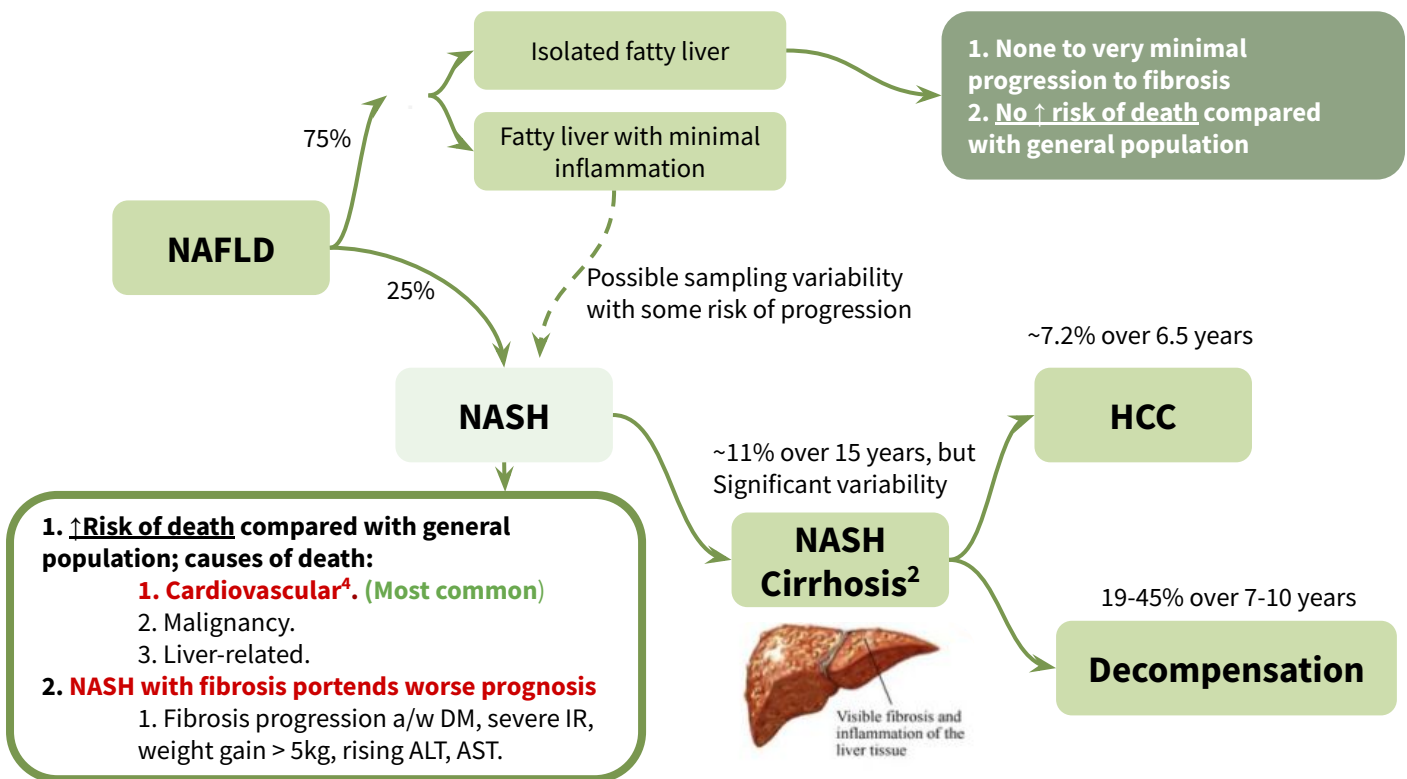 Isolated fatty liver
1. None to very minimal
progression to fibrosis
2. No ↑ risk of death compared
with general population
75%
Fatty liver with minimal
inflammation
NAFLD
25%
Possible sampling variability
with some risk of progression
~7.2% over 6.5 years
NASH
HCC
~11% over 15 years, but
Significant variability
1. ↑Risk of death compared with general
population; causes of death:
1. Cardiovascular⁴. (Most common)
2. Malignancy.
3. Liver-related.
2. NASH with fibrosis portends worse prognosis
1. Fibrosis progression a/w DM, severe IR,
weight gain > 5kg, rising ALT, AST.
NASH
Cirrhosis²
19-45% over 7-10 years
Decompensation
Visible fibrosis and
inflammation of the
liver tissue